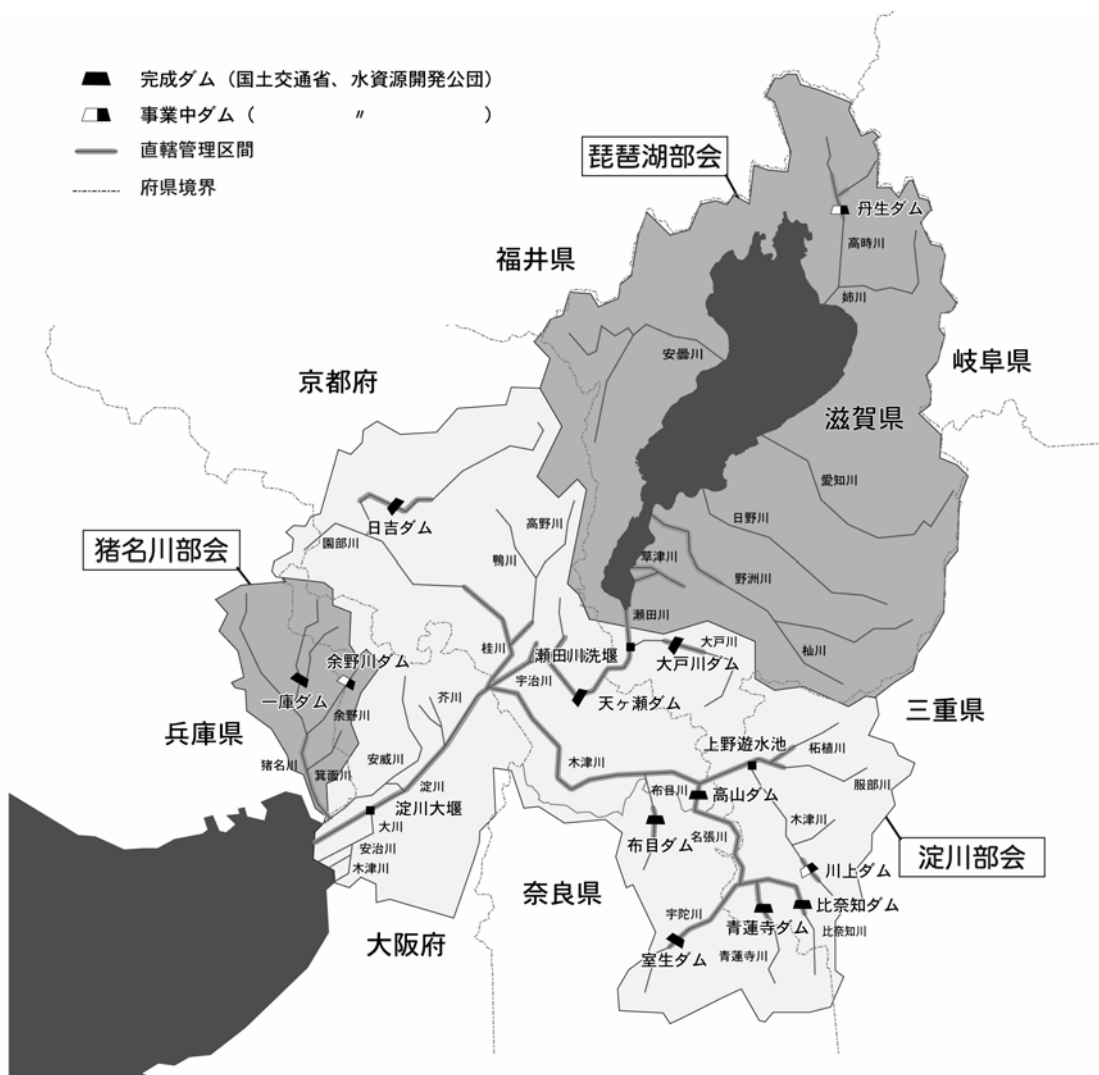 完成ダム（国土交通省、水資源開発公団）
事業中ダム（　〃　）
直轄管理区間
府県境界
琵琶湖部会
丹生ダム
高時川
福井県
姉川
安曇川
岐阜県
京都府
滋賀県
愛知川
日吉ダム
日野川
高野川
園部川
猪名川部会
鴨川
草津川
野洲川
瀬田川
大戸川
桂川
瀬田川洗堰
大戸川ダム
杣川
余野川ダム
宇治川
一庫ダム
天ヶ瀬ダム
芥川
余野川
三重県
兵庫県
上野遊水池
柘植川
安威川
木津川
猪名川
箕面川
服部川
淀川
布目川
高山ダム
淀川大堰
木津川
大川
名張川
布目ダム
安治川
淀川部会
木津川
川上ダム
奈良県
比奈知ダム
宇陀川
青蓮寺ダム
比奈知川
大阪府
室生ダム
青蓮寺川